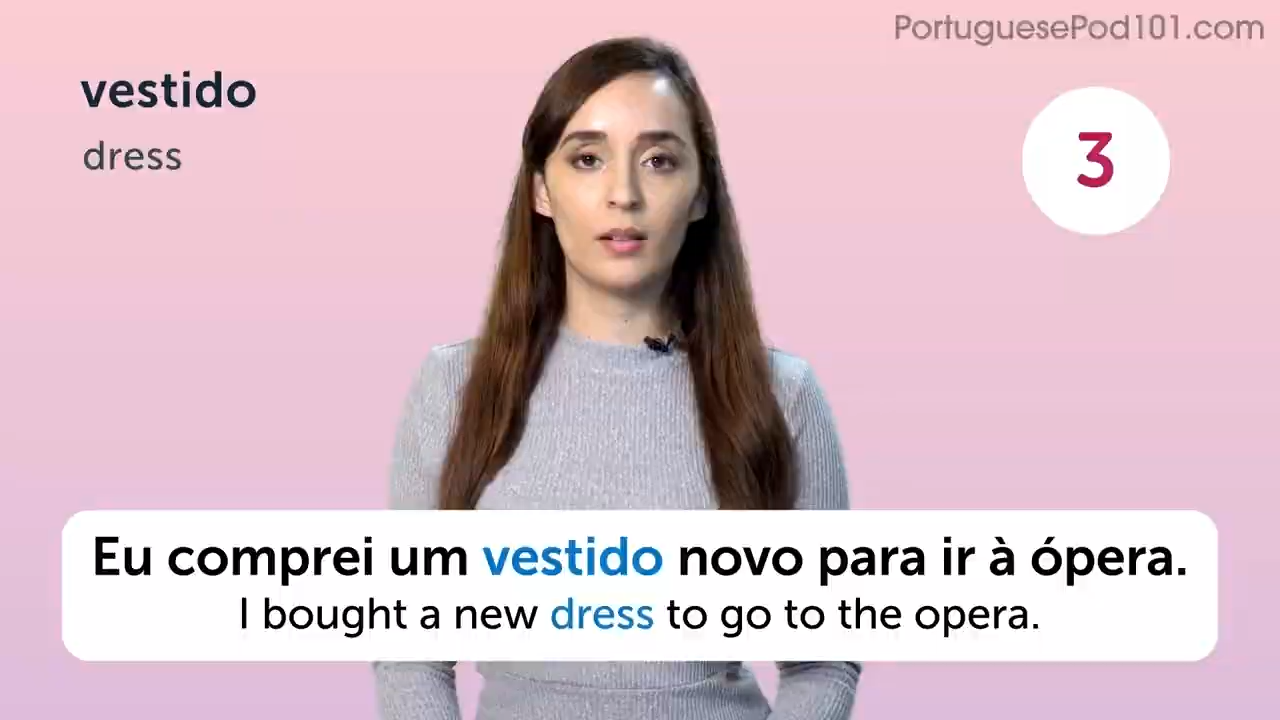 PortuguesePod101.com
vestido
dress
3
Eu comprei um vestido novo para ir à ópera.
I bought a new dress to go to the opera.